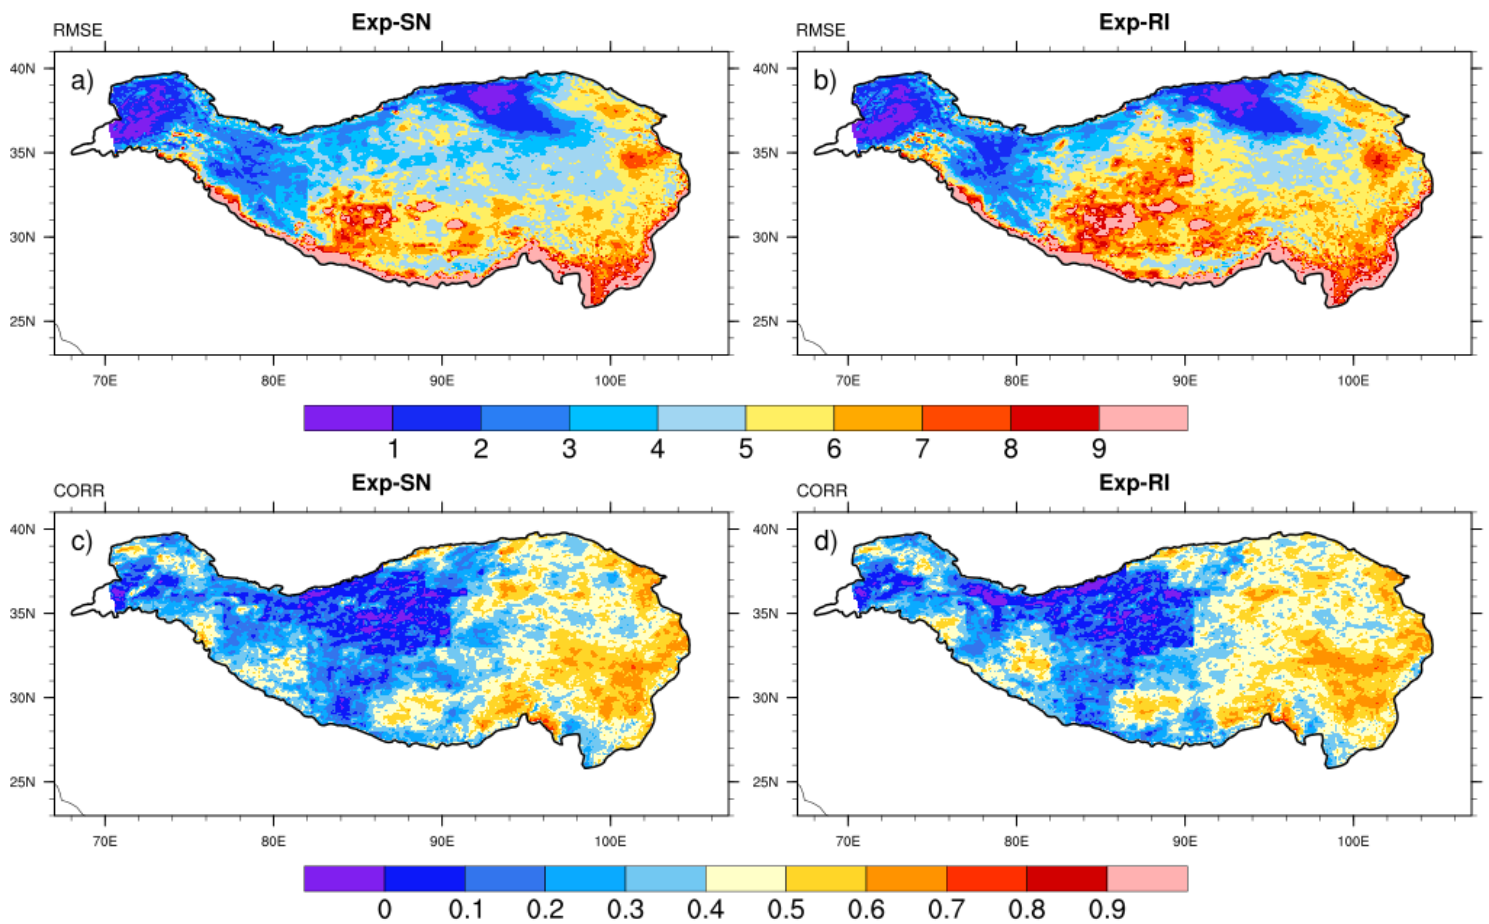 Exp-SN
Exp-RI
RMSE
RMSE
a)
b)
40N
35N
30N
25N
40N
35N
30N
25N
70E 80E 90E 100E
70E 80E 90E 100E
1 2 3 4 5 6 7 8 9
Exp-SN
Exp-RI
CORR
CORR
c)
d)
40N
35N
30N
25N
40N
35N
30N
25N
70E 80E 90E 100E
70E 80E 90E 100E
0 0.1 0.2 0.3 0.4 0.5 0.6 0.7 0.8 0.9